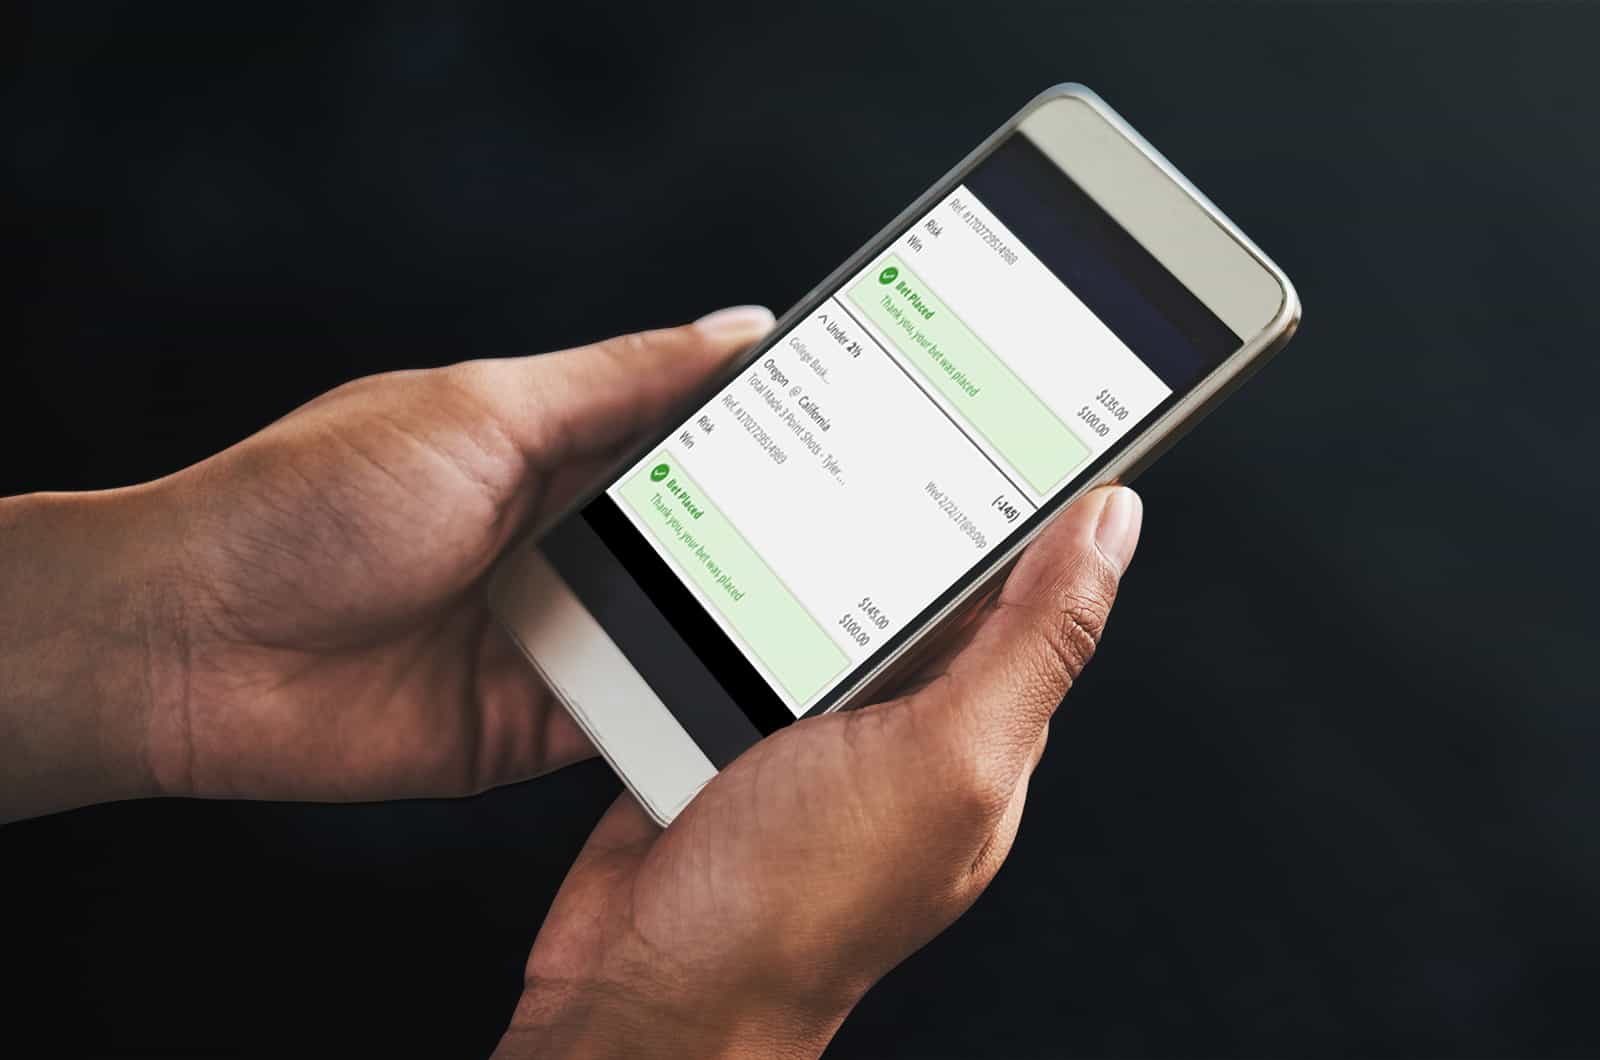 Ref. #1702729514988
Risk $135.00
Win $100.00
Bet Placed
Thank you, your bet was placed
Under 2½ (-145)
College Bask... Wed 2/22/17@9:00p
Oregon @ California
Total Made 3 Point Shots - Tyler ...
Ref. #1702729514989
Risk $145.00
Win $100.00
Bet Placed
Thank you, your bet was placed